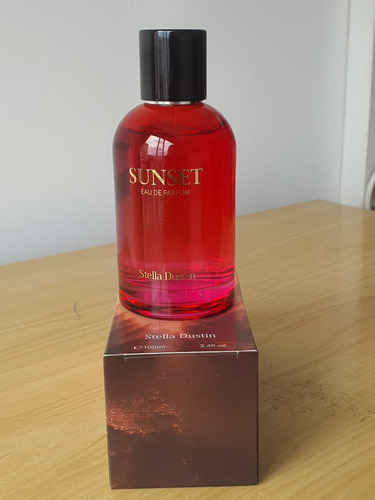 SUNSET
EAU DE PARFUM
Stella Dustin
Stella Dustin
℮100ml 3.4fl.oz.